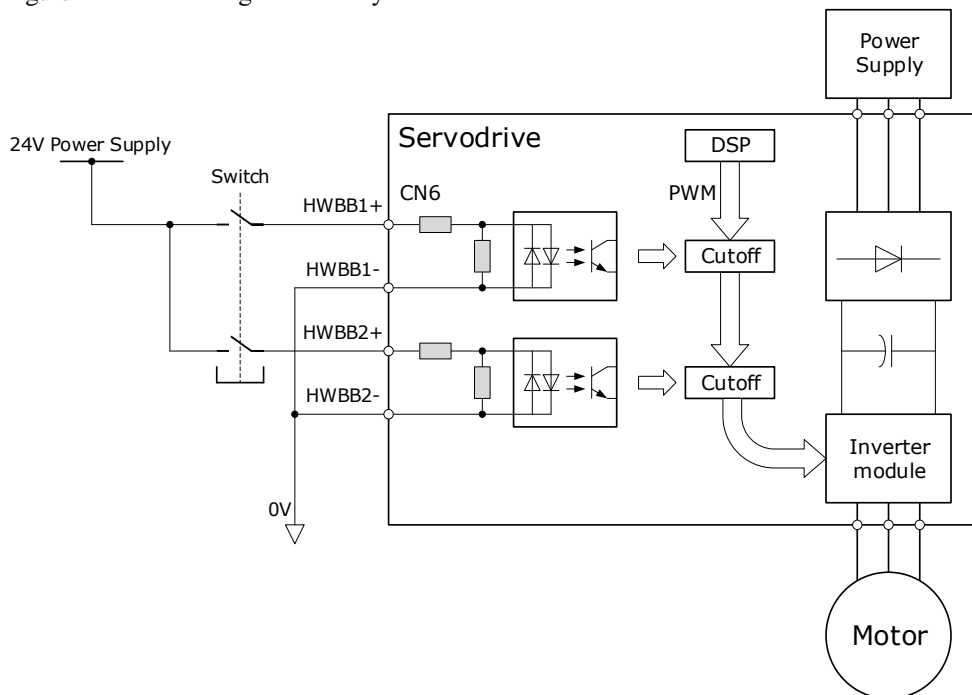 Power
Supply
24V Power Supply
Servodrive
DSP
Switch
PWM
CN6
HWBB1+
Cutoff
HWBB1-
HWBB2+
Cutoff
HWBB2-
Inverter
module
0V
Motor